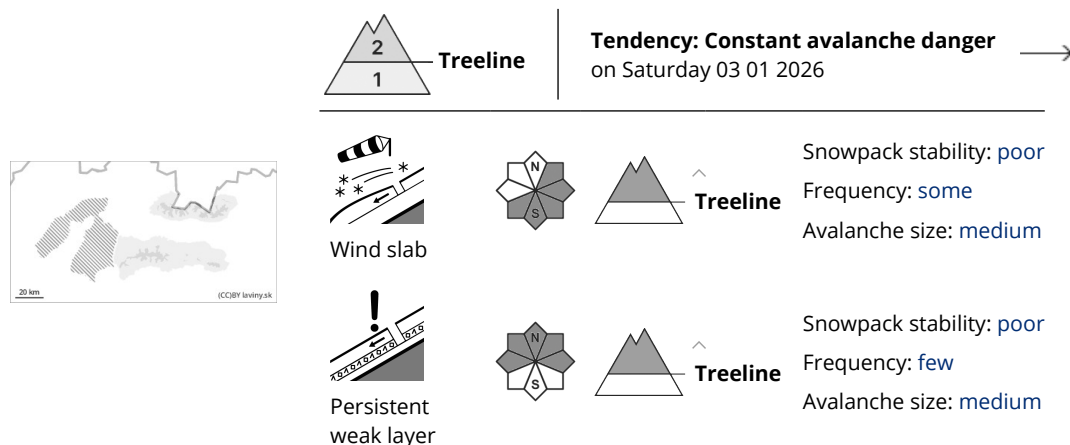 2
1
Treeline
Tendency: Constant avalanche danger
on Saturday 03 01 2026
20 km
(CC)BY laviny.sk
Wind slab
N
S
Treeline
Snowpack stability: poor
Frequency: some
Avalanche size: medium
Persistent
weak layer
N
S
Treeline
Snowpack stability: poor
Frequency: few
Avalanche size: medium